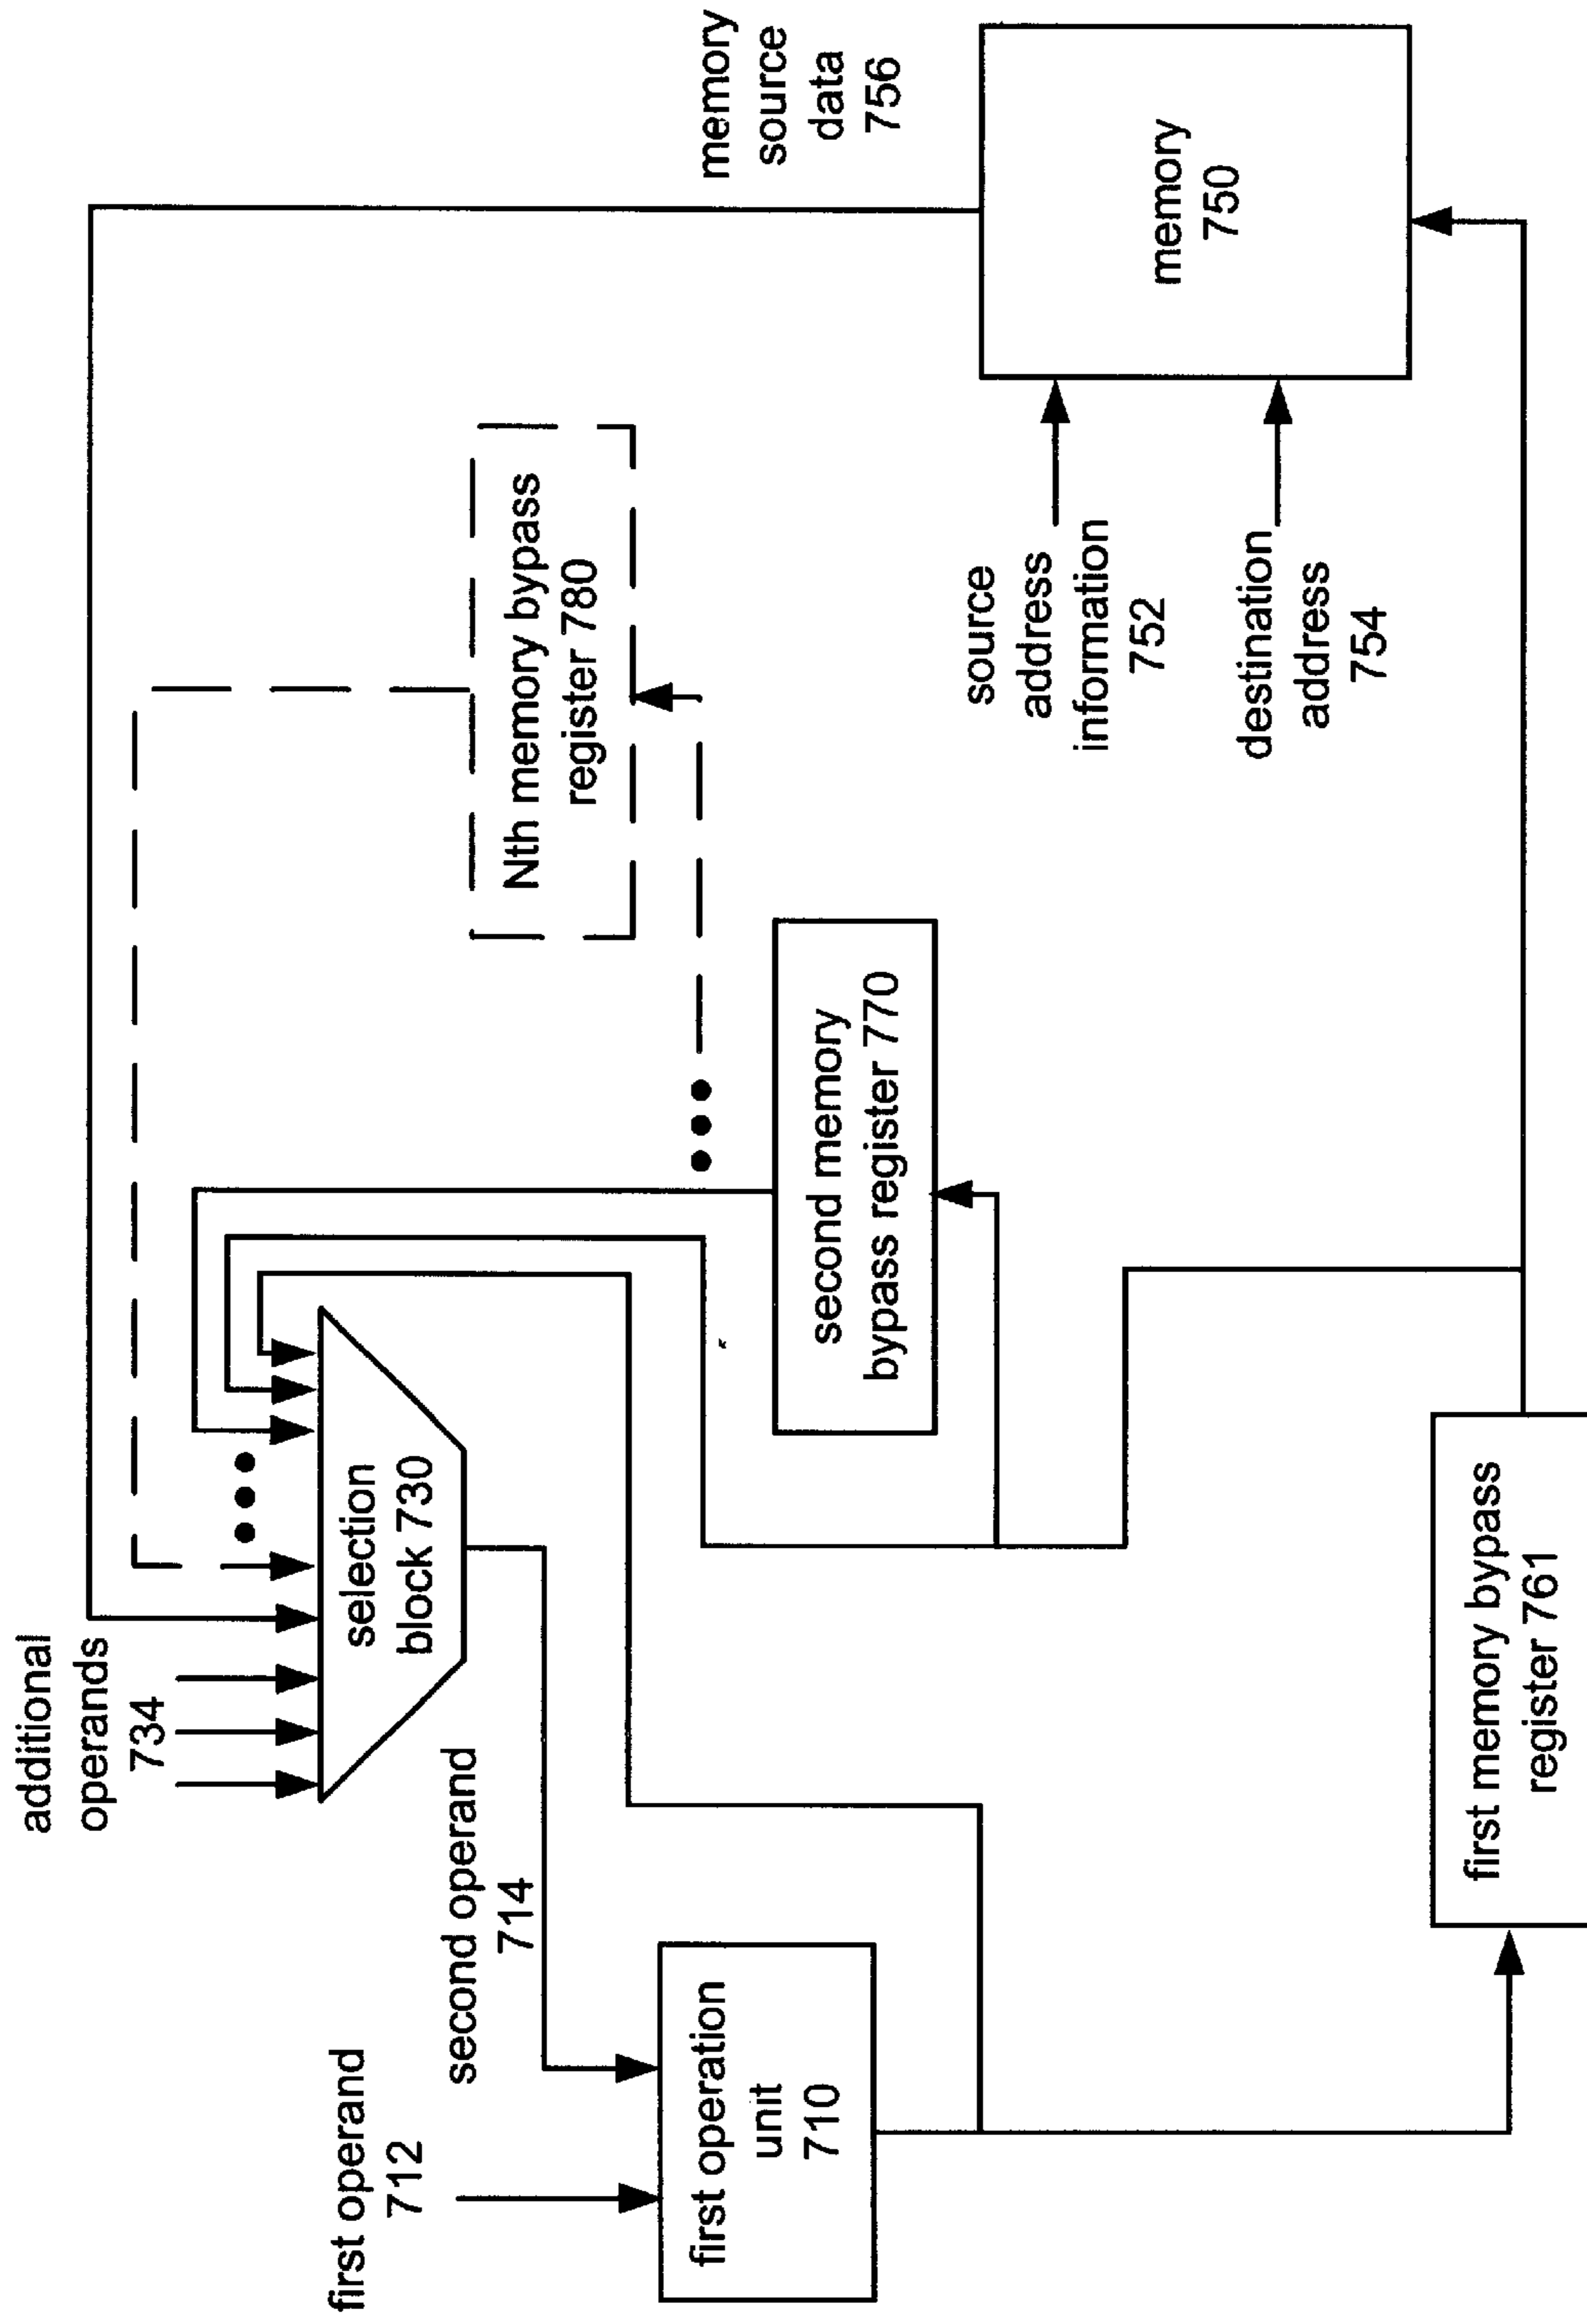 additional
operands
734
first operand
712
second operand
714
selection
block 730
first operation
unit
710
second memory
bypass register 770
Nth memory bypass
register 780
memory
source
data
756
source
address
information
752
destination
address
754
memory
750
first memory bypass
register 761